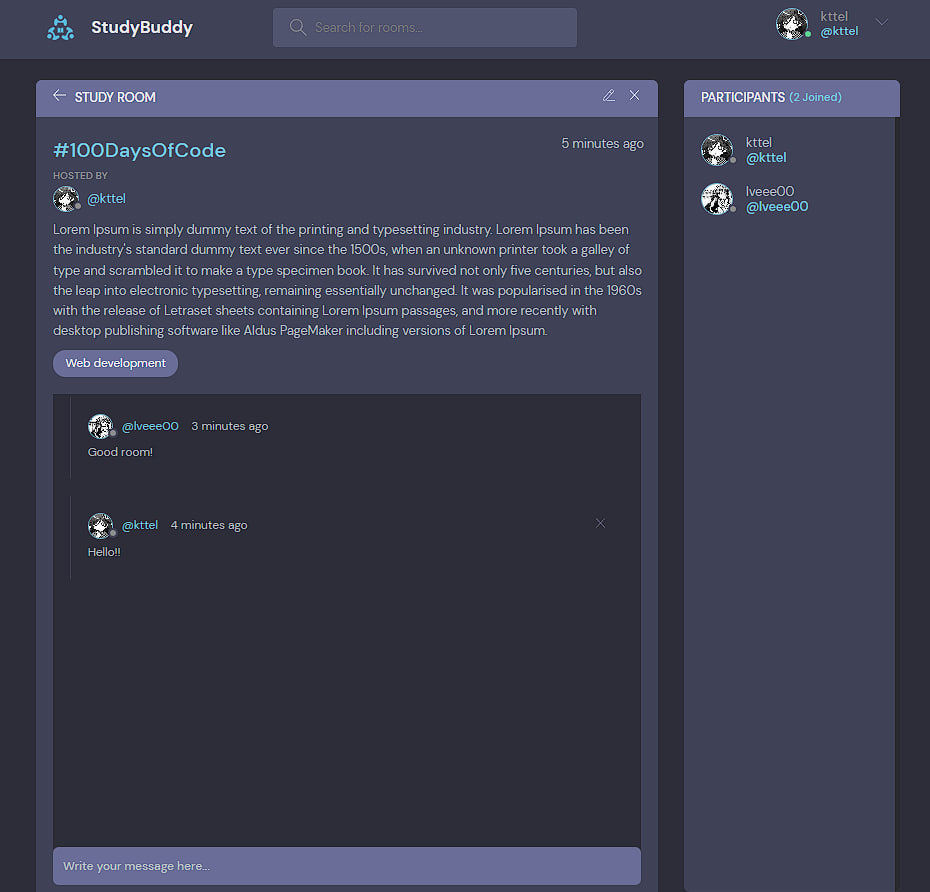 StudyBuddy
Search for rooms...
kttel
@kttel
STUDY ROOM
#100DaysOfCode
5 minutes ago
HOSTED BY
@kttel
Lorem Ipsum is simply dummy text of the printing and typesetting industry. Lorem Ipsum has been
the industry's standard dummy text ever since the 1500s, when an unknown printer took a galley of
type and scrambled it to make a type specimen book. It has survived not only five centuries, but also
the leap into electronic typesetting, remaining essentially unchanged. It was popularised in the 1960s
with the release of Letraset sheets containing Lorem Ipsum passages, and more recently with
desktop publishing software like Aldus PageMaker including versions of Lorem Ipsum.
Web development
@lveee00 3 minutes ago
Good room!
@kttel 4 minutes ago
Hello!!
Write your message here...
PARTICIPANTS (2 Joined)
kttel
@kttel
lveee00
@lveee00